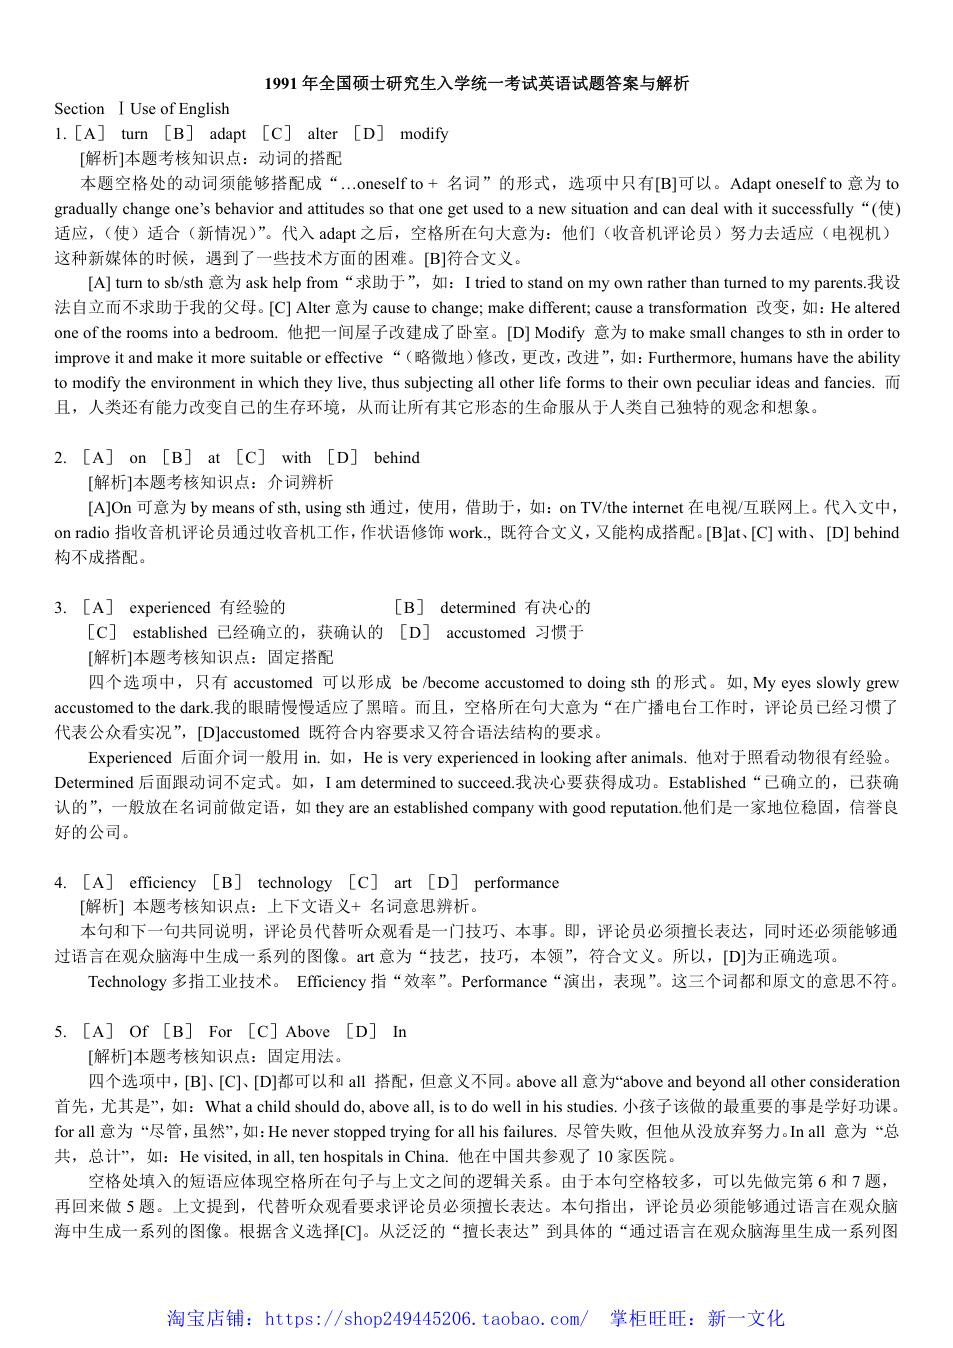 1991 年全国硕士研究生入学统一考试英语试题答案与解析
Section ⅠUse of English
1.［A］ turn ［B］ adapt ［C］ alter ［D］ modify
[解析]本题考核知识点：动词的搭配
本题空格处的动词须能够搭配成“…oneself to + 名词”的形式，选项中只有[B]可以。Adapt oneself to 意为 to
gradually change one’s behavior and attitudes so that one get used to a new situation and can deal with it successfully“(使)
适应，（使）适合（新情况）”。代入 adapt 之后，空格所在句大意为：他们（收音机评论员）努力去适应（电视机）
这种新媒体的时候，遇到了一些技术方面的困难。[B]符合文义。
[A] turn to sb/sth 意为 ask help from“求助于”，如：I tried to stand on my own rather than turned to my parents.我设
法自立而不求助于我的父母。[C] Alter 意为 cause to change; make different; cause a transformation 改变，如：He altered
one of the rooms into a bedroom. 他把一间屋子改建成了卧室。[D] Modify 意为 to make small changes to sth in order to
improve it and make it more suitable or effective “（略微地）修改，更改，改进”，如：Furthermore, humans have the ability
to modify the environment in which they live, thus subjecting all other life forms to their own peculiar ideas and fancies. 而
且，人类还有能力改变自己的生存环境，从而让所有其它形态的生命服从于人类自己独特的观念和想象。
2. ［A］ on ［B］ at ［C］ with ［D］ behind
[解析]本题考核知识点：介词辨析
[A]On 可意为 by means of sth, using sth 通过，使用，借助于，如：on TV/the internet 在电视/互联网上。代入文中，
on radio 指收音机评论员通过收音机工作，作状语修饰 work.，既符合文义，又能构成搭配。[B]at、[C] with、 [D] behind
构不成搭配。
3. ［A］ experienced 有经验的 ［B］ determined 有决心的
［C］ established 已经确立的，获确认的 ［D］ accustomed 习惯于
[解析]本题考核知识点：固定搭配
四个选项中，只有 accustomed 可以形成 be /become accustomed to doing sth 的形式。如, My eyes slowly grew
accustomed to the dark.我的眼睛慢慢适应了黑暗。而且，空格所在句大意为“在广播电台工作时，评论员已经习惯了
代表公众看实况”，[D]accustomed 既符合内容要求又符合语法结构的要求。
Experienced 后面介词一般用 in. 如，He is very experienced in looking after animals. 他对于照看动物很有经验。
Determined 后面跟动词不定式。如，I am determined to succeed.我决心要获得成功。Established“已确立的，已获确
认的”，一般放在名词前做定语，如 they are an established company with good reputation.他们是一家地位稳固，信誉良
好的公司。
4. ［A］ efficiency ［B］ technology ［C］ art ［D］ performance
[解析] 本题考核知识点：上下文语义+ 名词意思辨析。
本句和下一句共同说明，评论员代替听众观看是一门技巧、本事。即，评论员必须擅长表达，同时还必须能够通
过语言在观众脑海中生成一系列的图像。art 意为“技艺，技巧，本领”，符合文义。所以，[D]为正确选项。
Technology 多指工业技术。 Efficiency 指“效率”。Performance“演出，表现”。这三个词都和原文的意思不符。
5. ［A］ Of ［B］ For ［C］Above ［D］ In
[解析]本题考核知识点：固定用法。
四个选项中，[B]、[C]、[D]都可以和 all 搭配，但意义不同。above all 意为“above and beyond all other consideration
首先，尤其是”，如：What a child should do, above all, is to do well in his studies. 小孩子该做的最重要的事是学好功课。
for all 意为 “尽管，虽然”，如：He never stopped trying for all his failures. 尽管失败, 但他从没放弃努力。In all 意为 “总
共，总计”，如：He visited, in all, ten hospitals in China. 他在中国共参观了 10 家医院。
空格处填入的短语应体现空格所在句子与上文之间的逻辑关系。由于本句空格较多，可以先做完第 6 和 7 题，
再回来做 5 题。上文提到，代替听众观看要求评论员必须擅长表达。本句指出，评论员必须能够通过语言在观众脑
海中生成一系列的图像。根据含义选择[C]。从泛泛的“擅长表达”到具体的“通过语言在观众脑海里生成一系列图
淘宝店铺：https://shop249445206.taobao.com/ 掌柜旺旺：新一文化